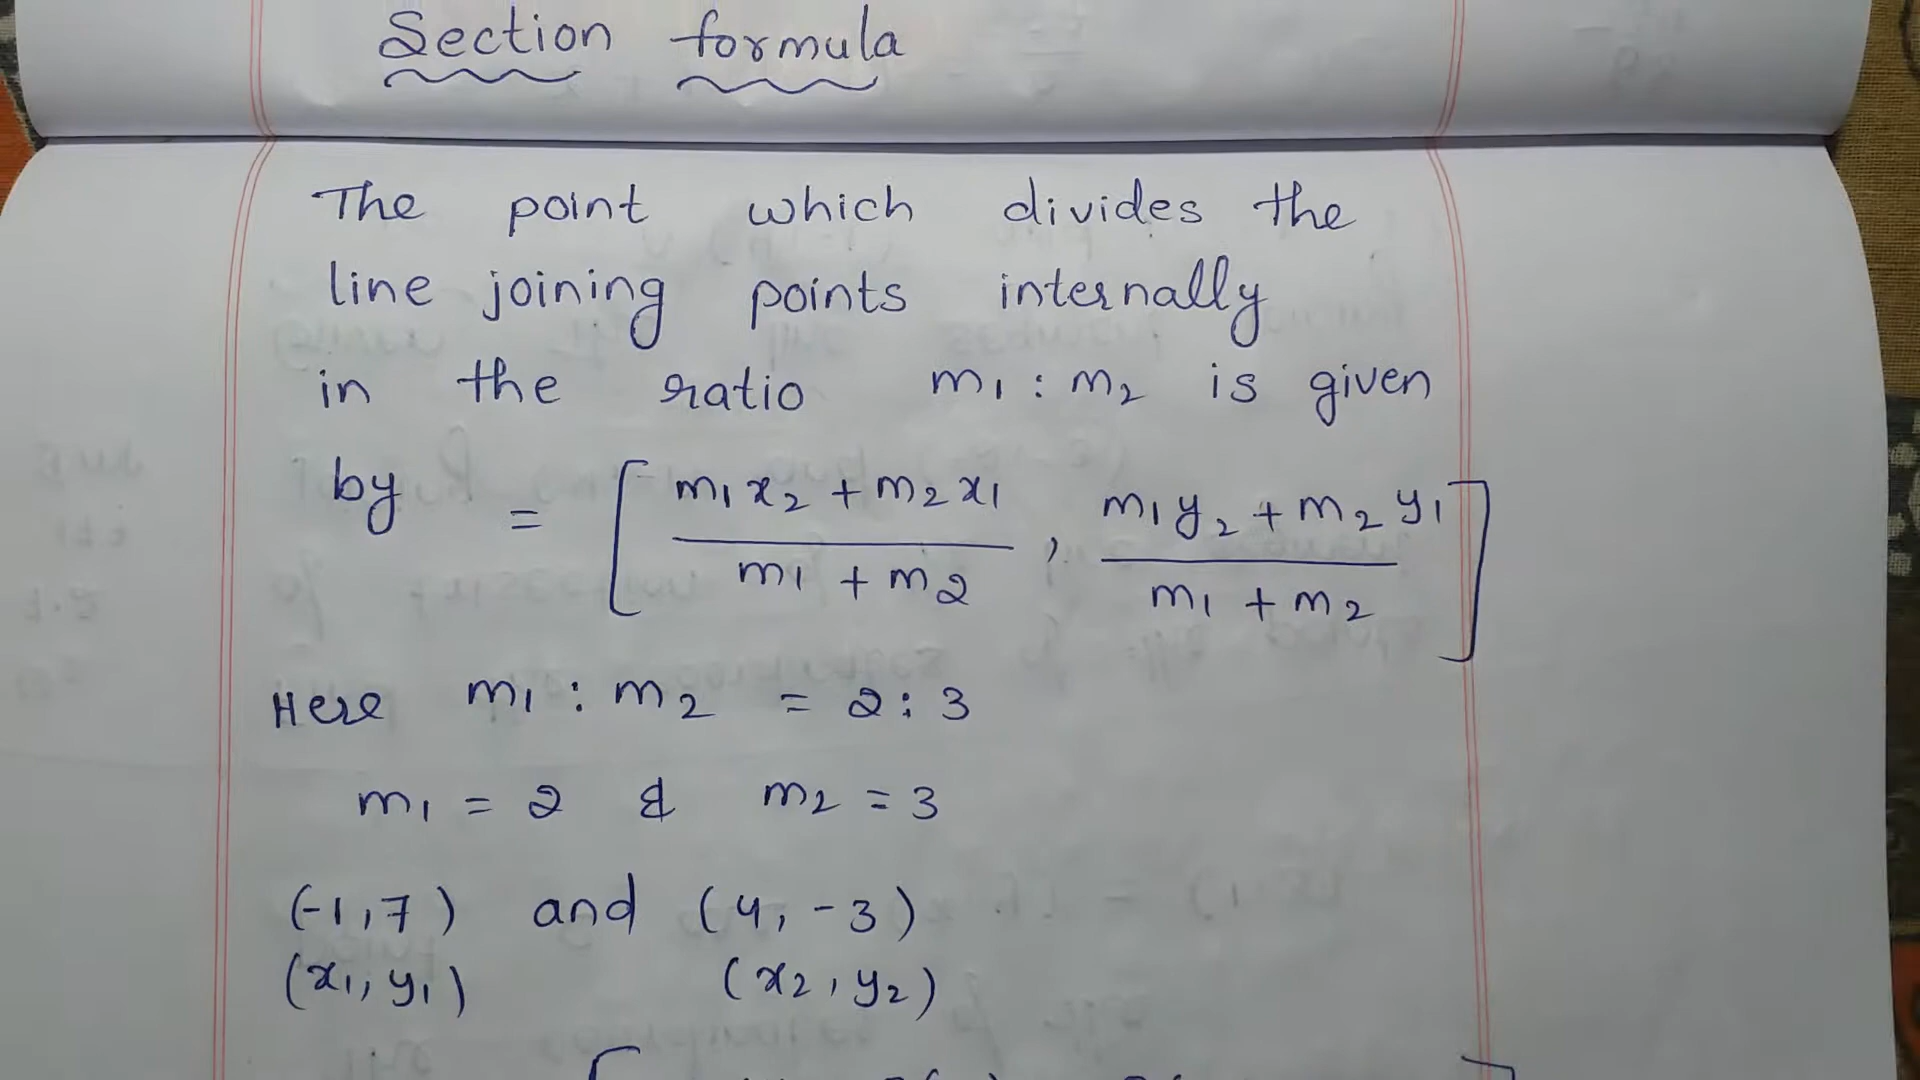 Section formula
The point which divides the
line joining points internally
in the ratio m₁ : m₂ is given
by = [ (m₁x₂ + m₂x₁)/(m₁ + m₂) , (m₁y₂ + m₂y₁)/(m₁ + m₂) ]
Here m₁ : m₂ = 2 : 3
m₁ = 2 & m₂ = 3
(-1, 7) and (4, -3)
(x₁, y₁) (x₂, y₂)